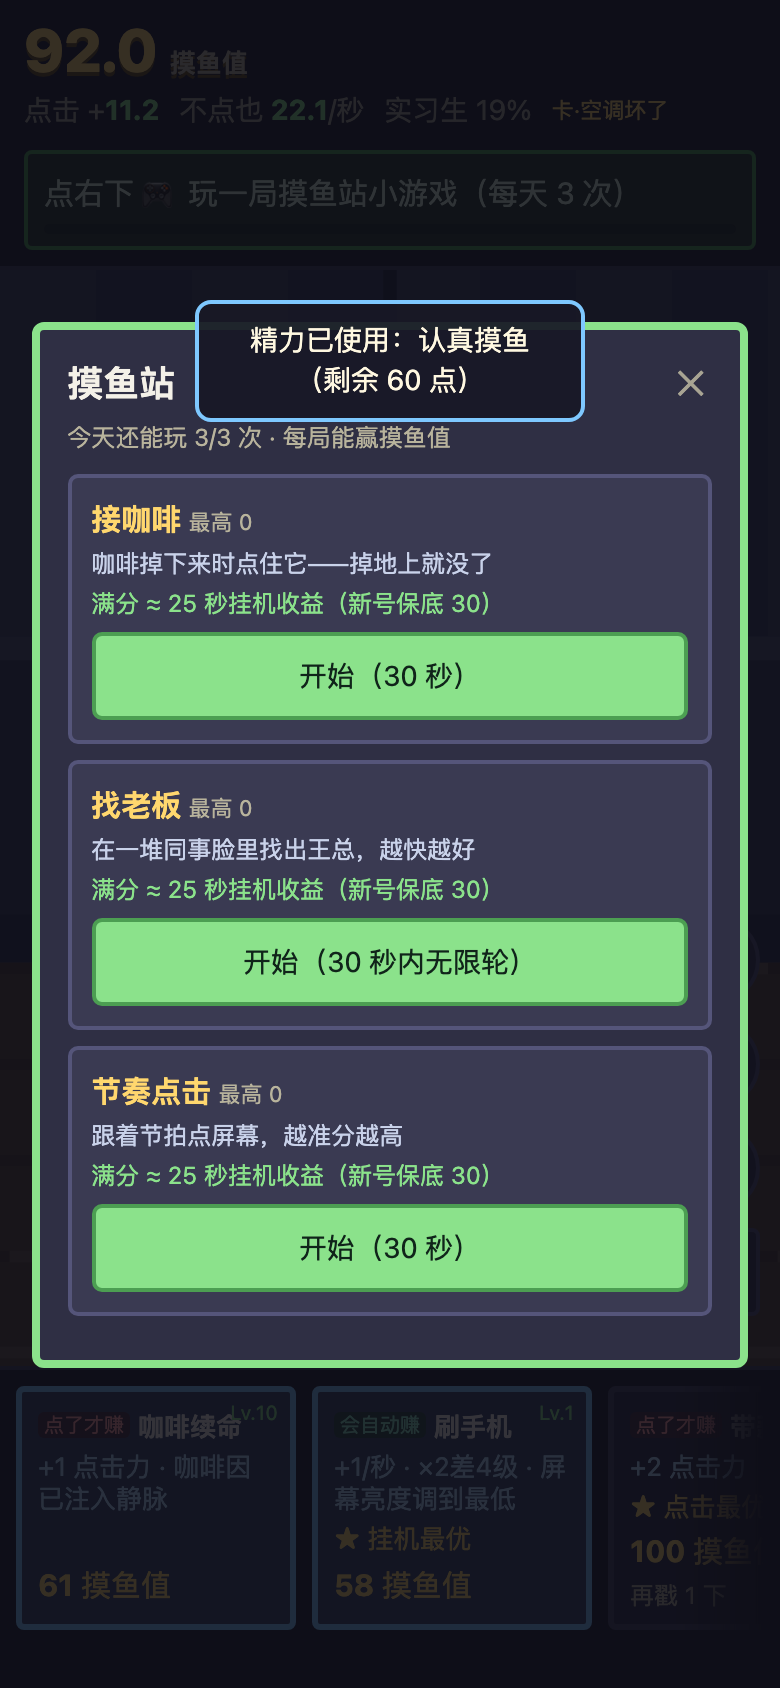 92.0 摸鱼值
点击 +11.2 不点也 22.1/秒 实习生 19% 卡·空调坏了
点右下 🎮 玩一局摸鱼站小游戏（每天 3 次）
精力已使用：认真摸鱼
（剩余 60 点）
摸鱼站
今天还能玩 3/3 次 · 每局能赢摸鱼值
接咖啡 最高 0
咖啡掉下来时点住它——掉地上就没了
满分 ≈ 25 秒挂机收益（新号保底 30）
开始（30 秒）
找老板 最高 0
在一堆同事脸里找出王总，越快越好
满分 ≈ 25 秒挂机收益（新号保底 30）
开始（30 秒内无限轮）
节奏点击 最高 0
跟着节拍点屏幕，越准分越高
满分 ≈ 25 秒挂机收益（新号保底 30）
开始（30 秒）
点了才赚 咖啡续命 Lv.10
+1 点击力 · 咖啡因
已注入静脉
61 摸鱼值
会自动赚 刷手机 Lv.1
+1/秒 · ×2差4级 · 屏
幕亮度调到最低
★ 挂机最优
58 摸鱼值
点了才赚 带
+2 点击力
★ 点击最优
100 摸鱼
再戳 1 下